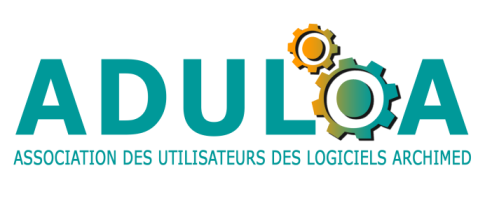 ADULOA
ASSOCIATION DES UTILISATEURS DES LOGICIELS ARCHIMED